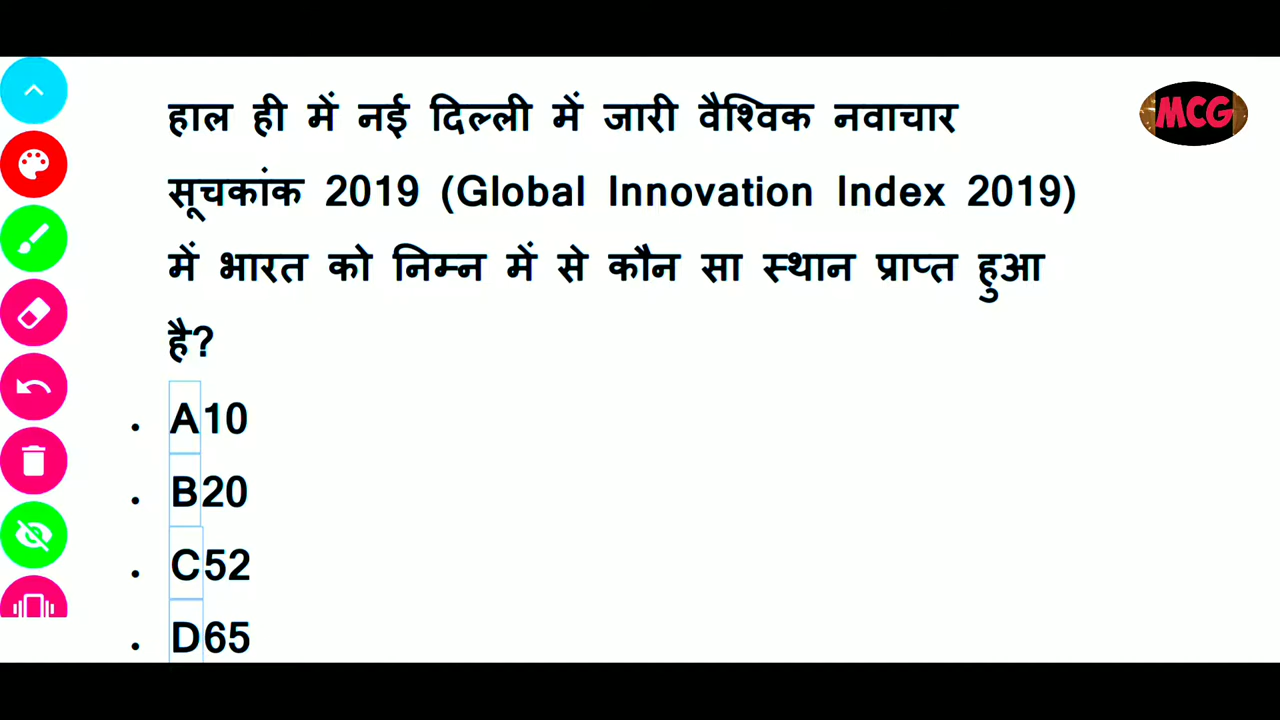 MCG
हाल ही में नई दिल्ली में जारी वैश्विक नवाचार
सूचकांक 2019 (Global Innovation Index 2019)
में भारत को निम्न में से कौन सा स्थान प्राप्त हुआ
है?
. A10
. B20
. C52
. D65